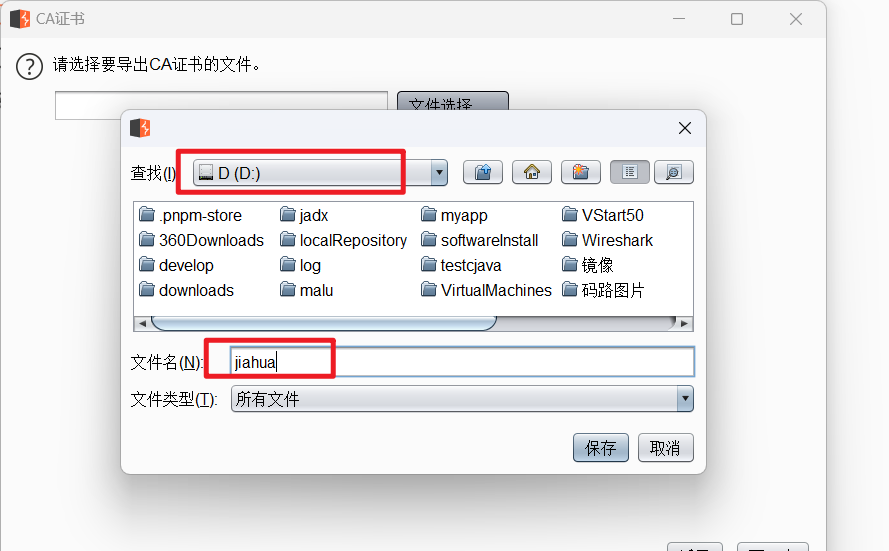 CA证书
请选择要导出CA证书的文件。
文件选择
查找(I) D (D:)
.pnpm-store jadx myapp VStart50
360Downloads localRepository softwareInstall Wireshark
develop log testcjava 镜像
downloads malu VirtualMachines 码路图片
文件名(N): jiahua
文件类型(T): 所有文件
保存 取消